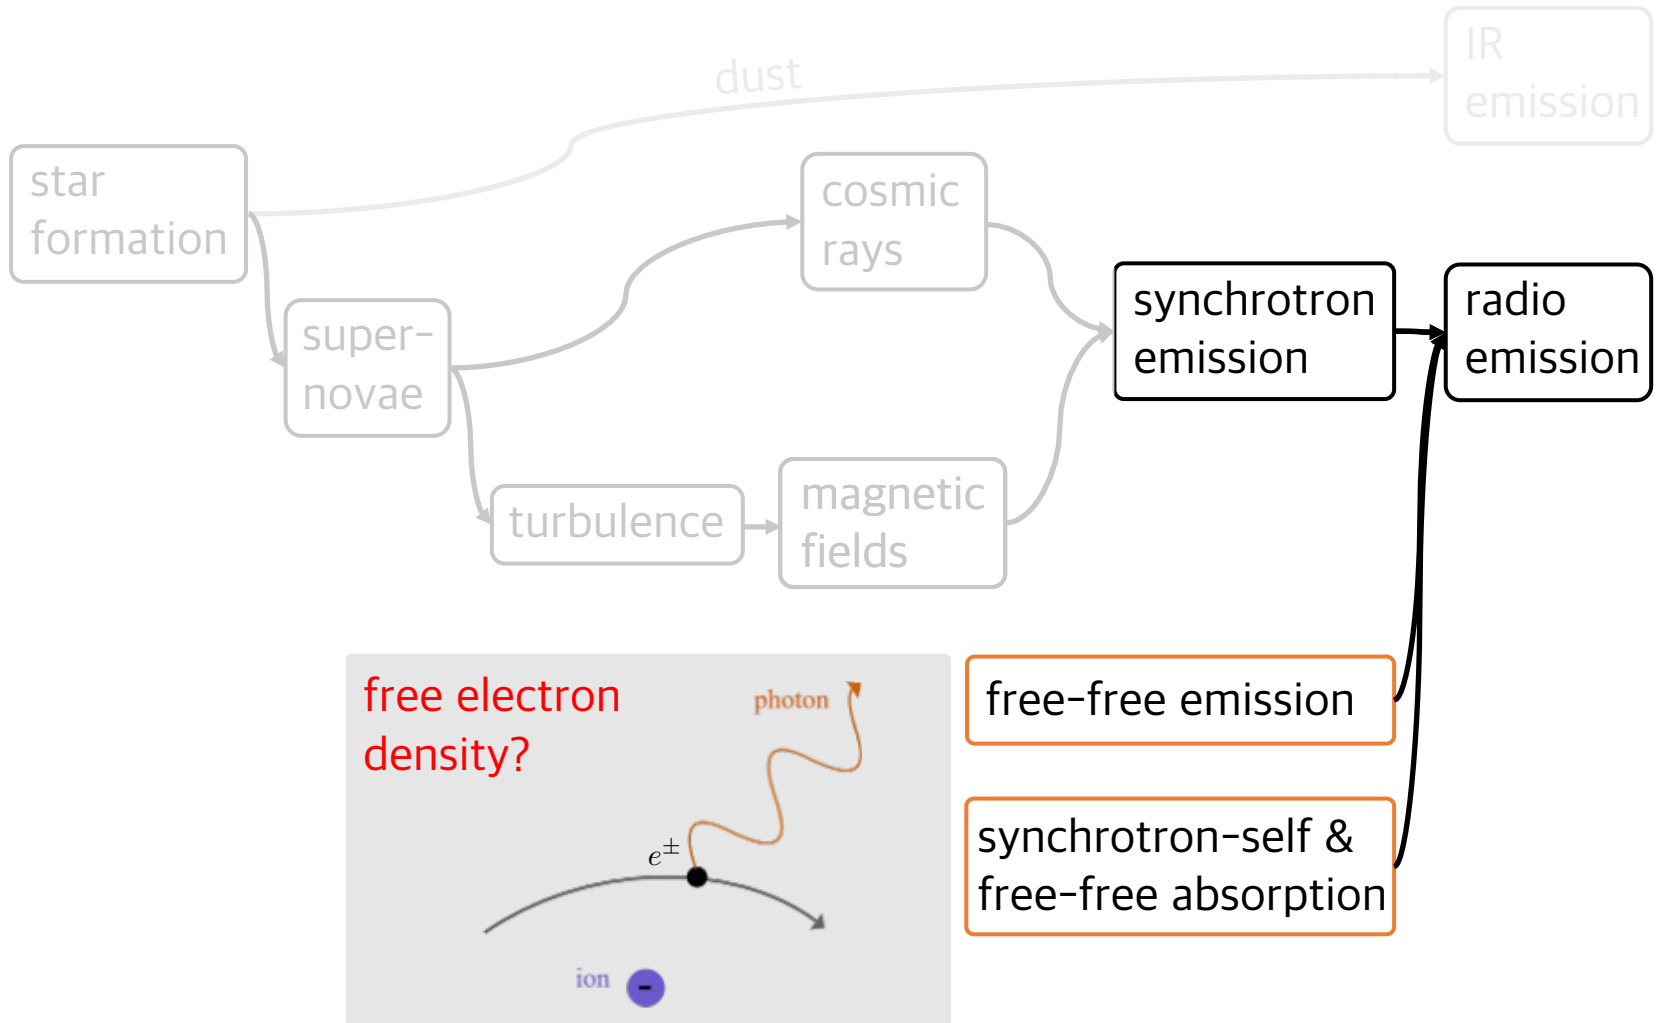 dust
IR
emission
star
formation
cosmic
rays
super-
novae
synchrotron
emission
radio
emission
turbulence
magnetic
fields
free electron
density?
photon
e±
ion
-
free-free emission
synchrotron-self &
free-free absorption